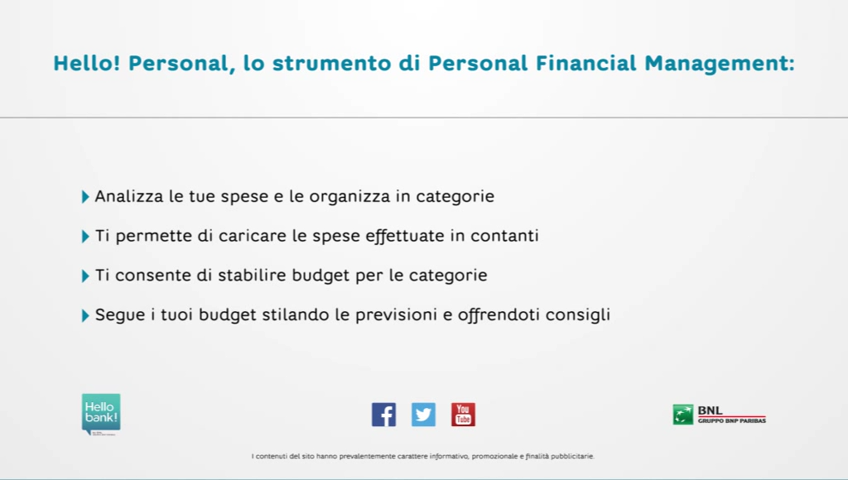 Hello! Personal, lo strumento di Personal Financial Management:
Analizza le tue spese e le organizza in categorie
Ti permette di caricare le spese effettuate in contanti
Ti consente di stabilire budget per le categorie
Segue i tuoi budget stilando le previsioni e offrendoti consigli
Hello
bank!
You
Tube
BNL
GRUPPO BNP PARIBAS
I contenuti del sito hanno prevalentemente carattere informativo, promozionale e finalità pubblicitarie.